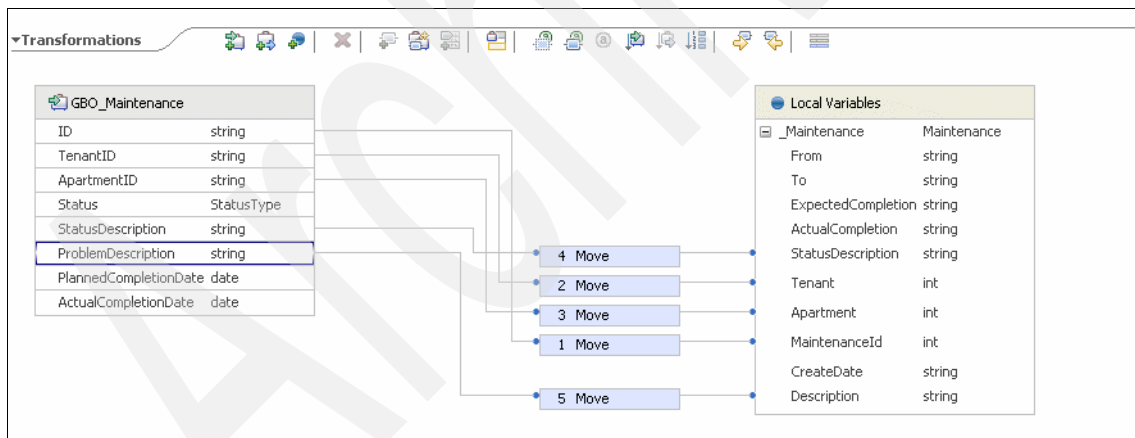 Transformations
GBO_Maintenance
ID string
TenantID string
ApartmentID string
Status StatusType
StatusDescription string
ProblemDescription string
PlannedCompletionDate date
ActualCompletionDate date
4 Move
2 Move
3 Move
1 Move
5 Move
Local Variables
_Maintenance Maintenance
From string
To string
ExpectedCompletion string
ActualCompletion string
StatusDescription string
Tenant int
Apartment int
MaintenanceId int
CreateDate string
Description string